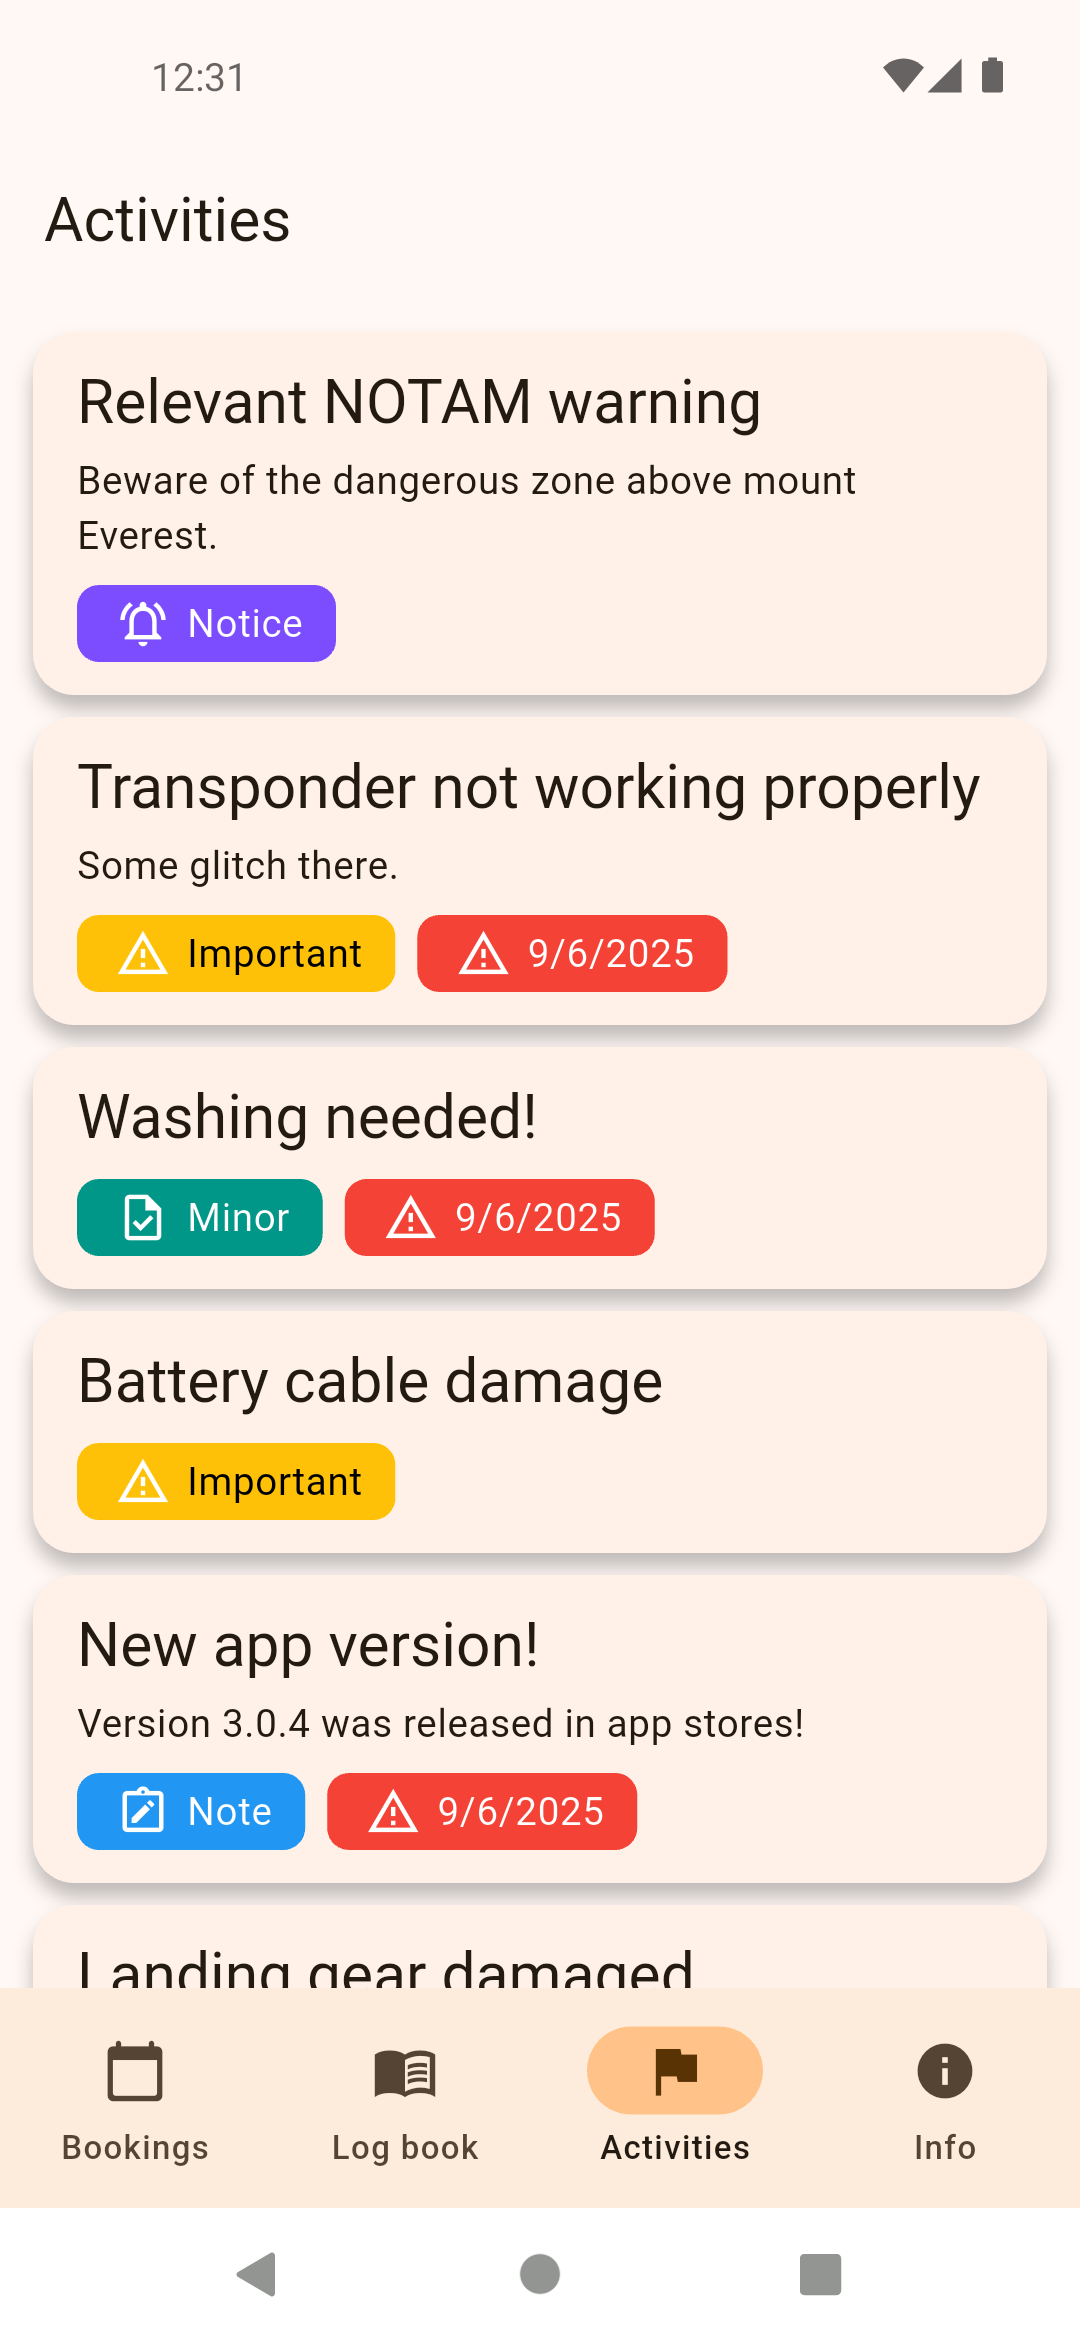 12:31
Activities
Relevant NOTAM warning
Beware of the dangerous zone above mount
Everest.
Notice
Transponder not working properly
Some glitch there.
Important 9/6/2025
Washing needed!
Minor 9/6/2025
Battery cable damage
Important
New app version!
Version 3.0.4 was released in app stores!
Note 9/6/2025
Landing gear damaged
Bookings Log book Activities Info